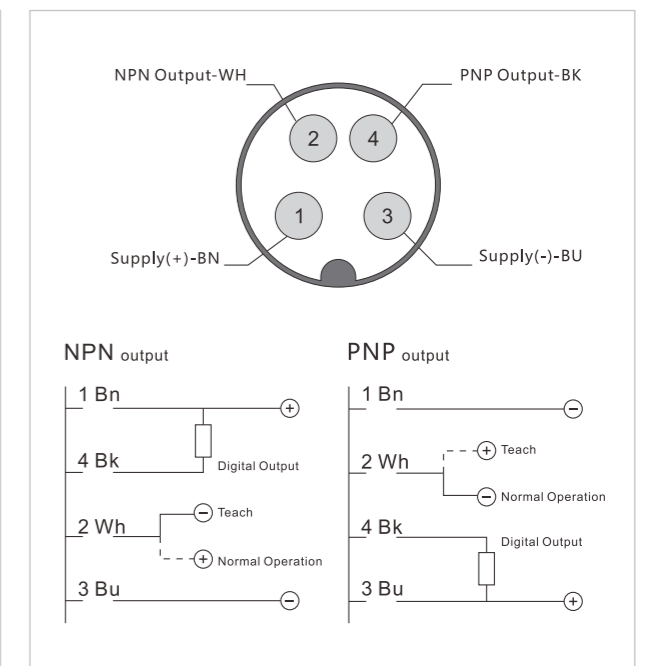 NPN Output-WH
PNP Output-BK
2
4
1
3
Supply(+)-BN
Supply(-)-BU
NPN output
1 Bn
+
4 Bk
Digital Output
2 Wh
− Teach
+ Normal Operation
3 Bu
−
PNP output
1 Bn
−
+ Teach
2 Wh
− Normal Operation
4 Bk
Digital Output
3 Bu
+